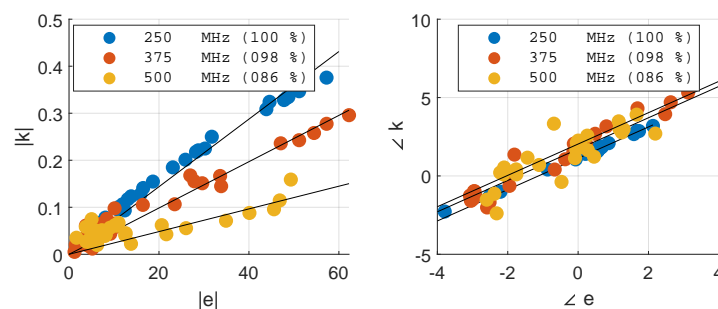 0.5
0.4
0.3
0.2
0.1
0
|k|
0 20 40 60
|e|
250 MHz (100 %)
375 MHz (098 %)
500 MHz (086 %)
10
5
0
-5
∠ k
-4 -2 0 2 4
∠ e
250 MHz (100 %)
375 MHz (098 %)
500 MHz (086 %)